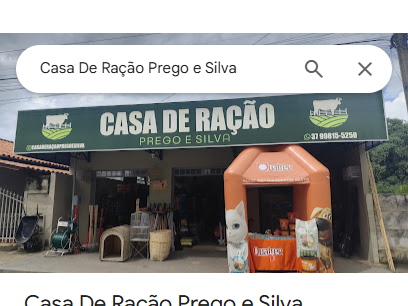 Casa De Ração Prego e Silva
CASA DE RAÇÃO
PREGO E SILVA
@CASADERAÇÃOPREGOESILVA
37 99815-5250
Quatree
Quatree
Casa De Ração Prego e Silva